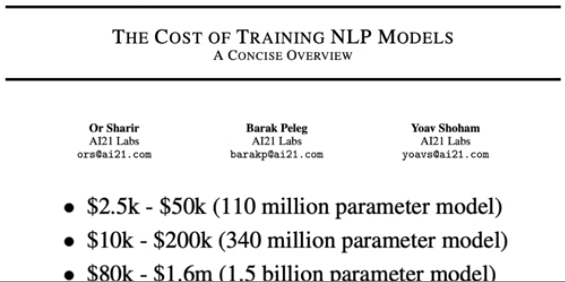 THE COST OF TRAINING NLP MODELS
A CONCISE OVERVIEW
Or Sharir Barak Peleg Yoav Shoham
AI21 Labs AI21 Labs AI21 Labs
ors@ai21.com barakp@ai21.com yoavs@ai21.com
• $2.5k - $50k (110 million parameter model)
• $10k - $200k (340 million parameter model)
• $80k - $1.6m (1.5 billion parameter model)